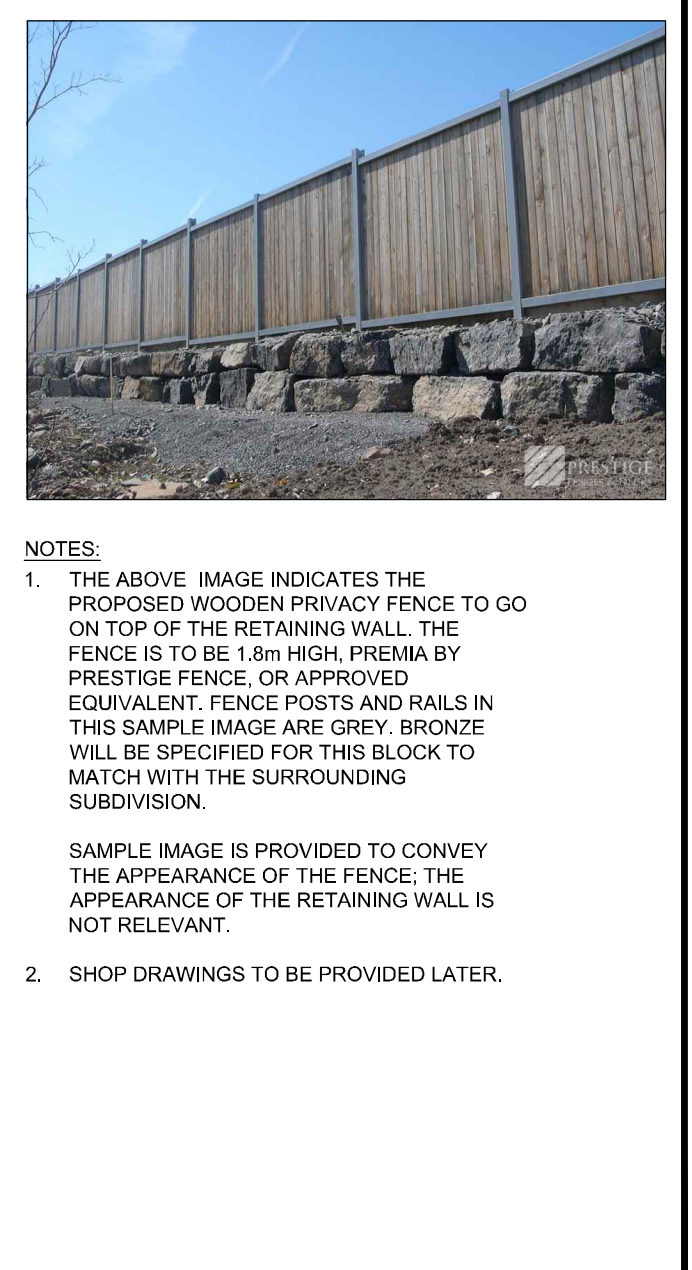 PRESTIGE
FENCES & DECKS
NOTES:
1. THE ABOVE IMAGE INDICATES THE
PROPOSED WOODEN PRIVACY FENCE TO GO
ON TOP OF THE RETAINING WALL. THE
FENCE IS TO BE 1.8m HIGH, PREMIA BY
PRESTIGE FENCE, OR APPROVED
EQUIVALENT. FENCE POSTS AND RAILS IN
THIS SAMPLE IMAGE ARE GREY. BRONZE
WILL BE SPECIFIED FOR THIS BLOCK TO
MATCH WITH THE SURROUNDING
SUBDIVISION.
SAMPLE IMAGE IS PROVIDED TO CONVEY
THE APPEARANCE OF THE FENCE; THE
APPEARANCE OF THE RETAINING WALL IS
NOT RELEVANT.
2. SHOP DRAWINGS TO BE PROVIDED LATER.